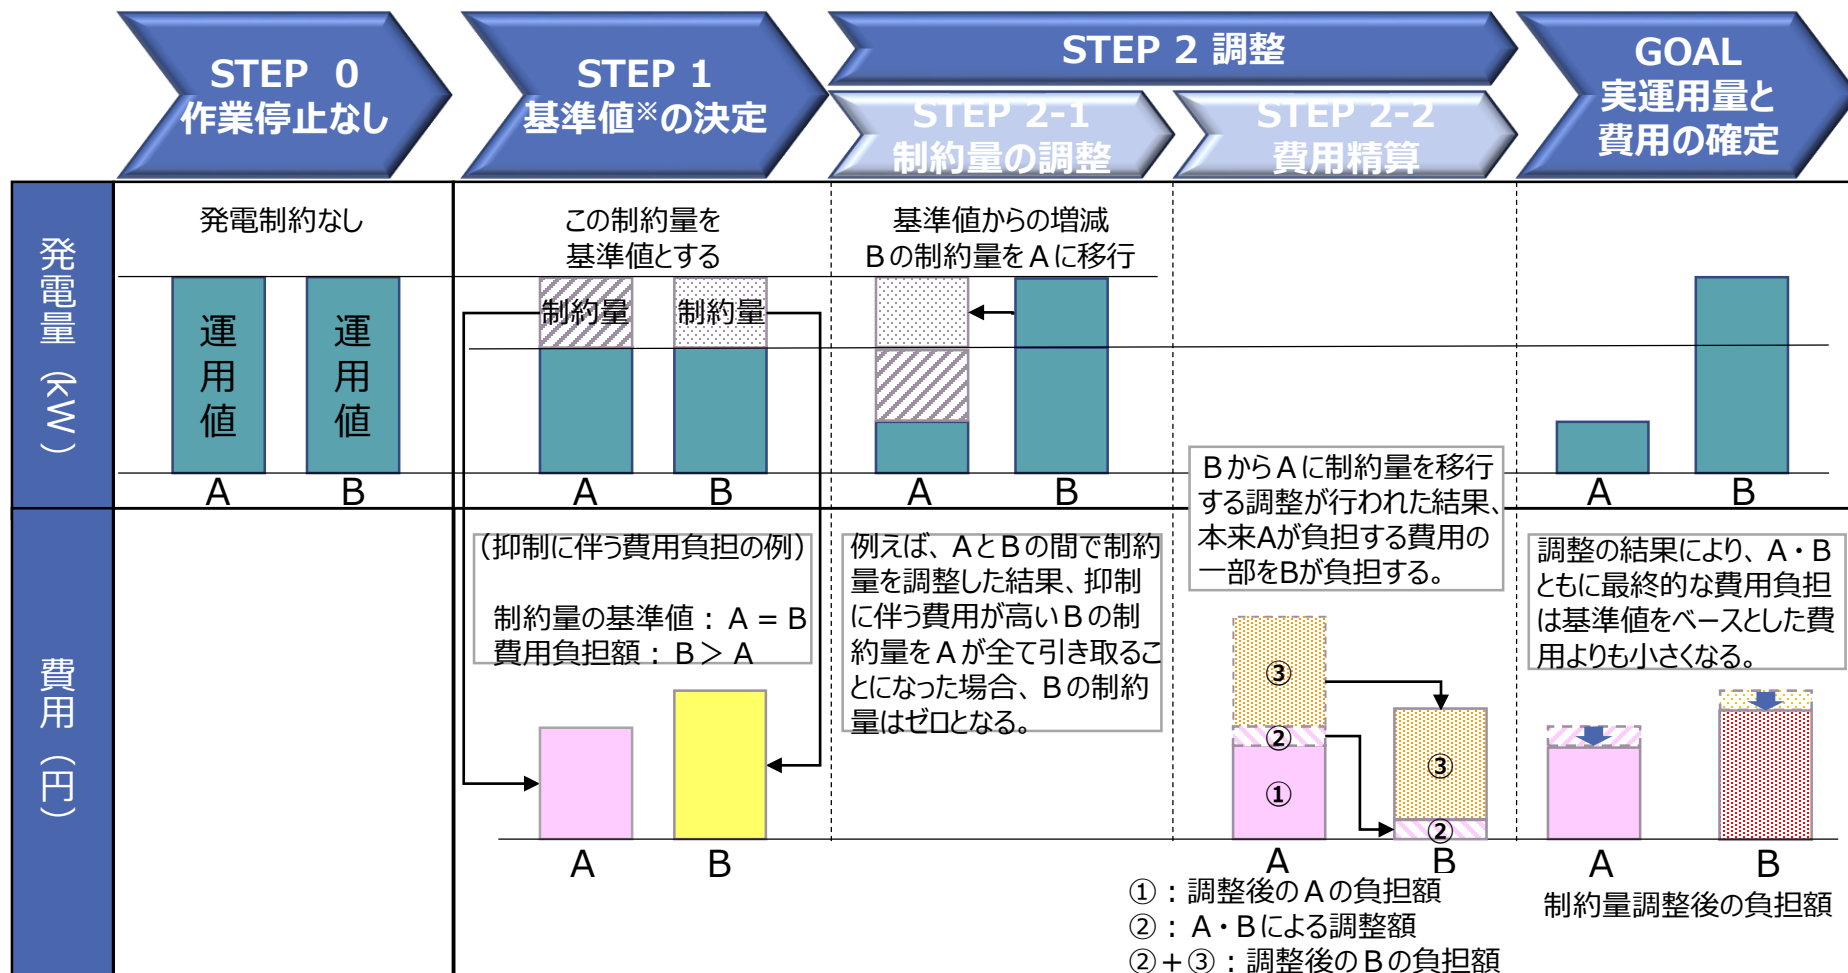 STEP 0
作業停止なし
STEP 1
基準値※の決定
STEP 2 調整
STEP 2-1
制約量の調整
STEP 2-2
費用精算
GOAL
実運用量と
費用の確定
発電量(kW)
発電制約なし
運用値
運用値
A
B
この制約量を
基準値とする
制約量
制約量
A
B
基準値からの増減
Bの制約量をAに移行
A
B
A
B
費用(円)
(抑制に伴う費用負担の例)
制約量の基準値:A=B
費用負担額:B>A
A
B
例えば、AとBの間で制約
量を調整した結果、抑制
に伴う費用が高いBの制
約量をAが全て引き取るこ
とになった場合、Bの制約
量はゼロとなる。
BからAに制約量を移行
する調整が行われた結果、
本来Aが負担する費用の
一部をBが負担する。
③
②
①
③
②
A
B
①:調整後のAの負担額
②:A・Bによる調整額
②+③:調整後のBの負担額
調整の結果により、A・B
ともに最終的な費用負担
は基準値をベースとした費
用よりも小さくなる。
A
B
制約量調整後の負担額